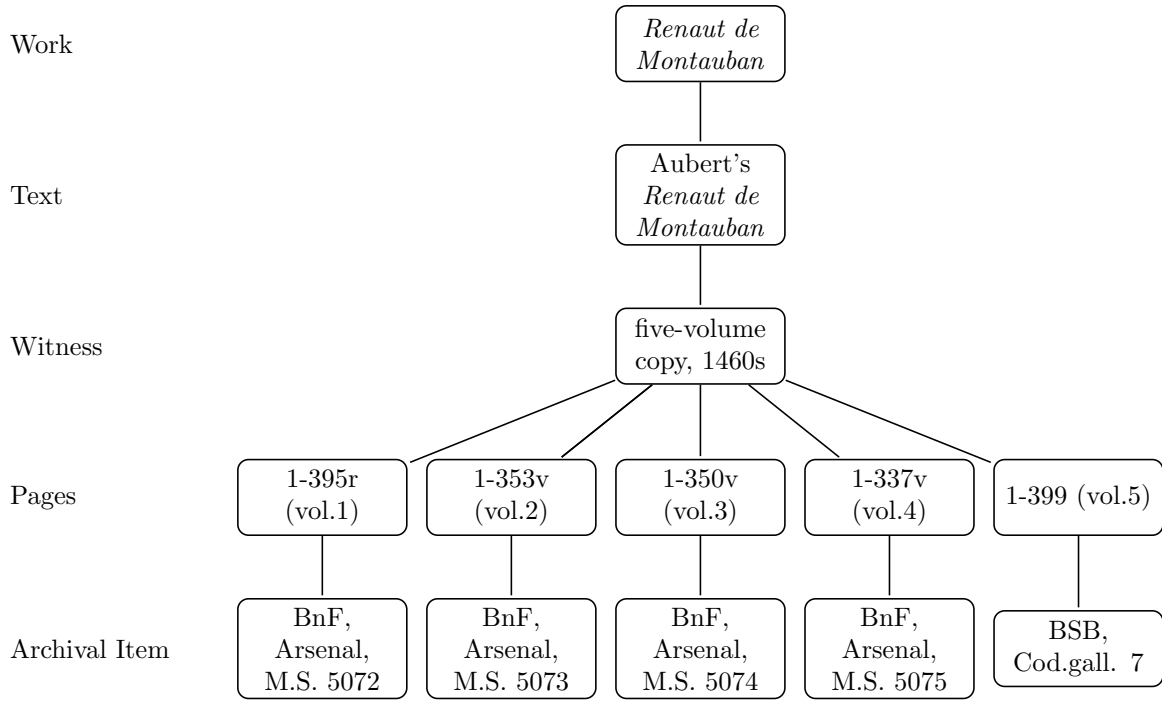 Work
Renaut de
Montauban
Text
Aubert's
Renaut de
Montauban
Witness
five-volume
copy, 1460s
Pages
1-395r
(vol.1)
1-353v
(vol.2)
1-350v
(vol.3)
1-337v
(vol.4)
1-399 (vol.5)
Archival Item
BnF,
Arsenal,
M.S. 5072
BnF,
Arsenal,
M.S. 5073
BnF,
Arsenal,
M.S. 5074
BnF,
Arsenal,
M.S. 5075
BSB,
Cod.gall. 7